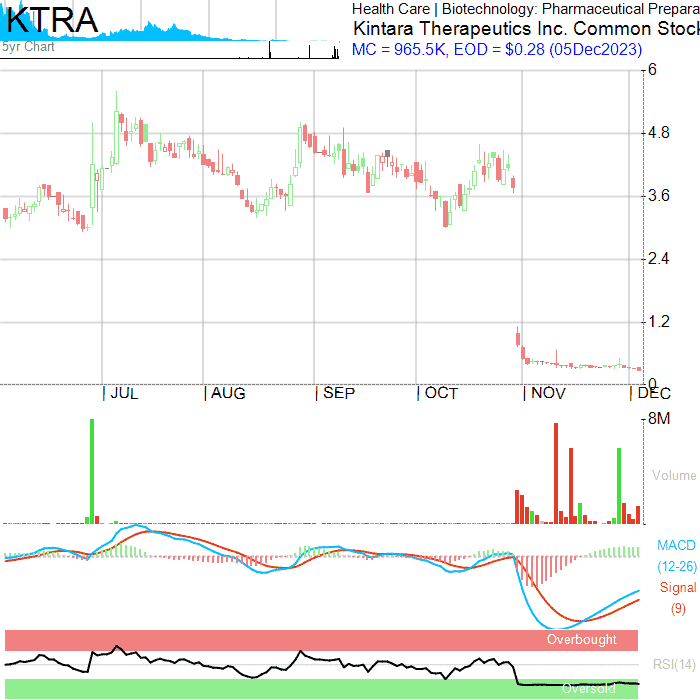 KTRA
Health Care | Biotechnology: Pharmaceutical Prepara
Kintara Therapeutics Inc. Common Stock
MC = 965.5K, EOD = $0.28 (05Dec2023)
5yr Chart
6
4.8
3.6
2.4
1.2
0
JUL AUG SEP OCT NOV DEC
8M
Volume
MACD
(12-26)
Signal
(9)
Overbought
RSI(14)
Oversold